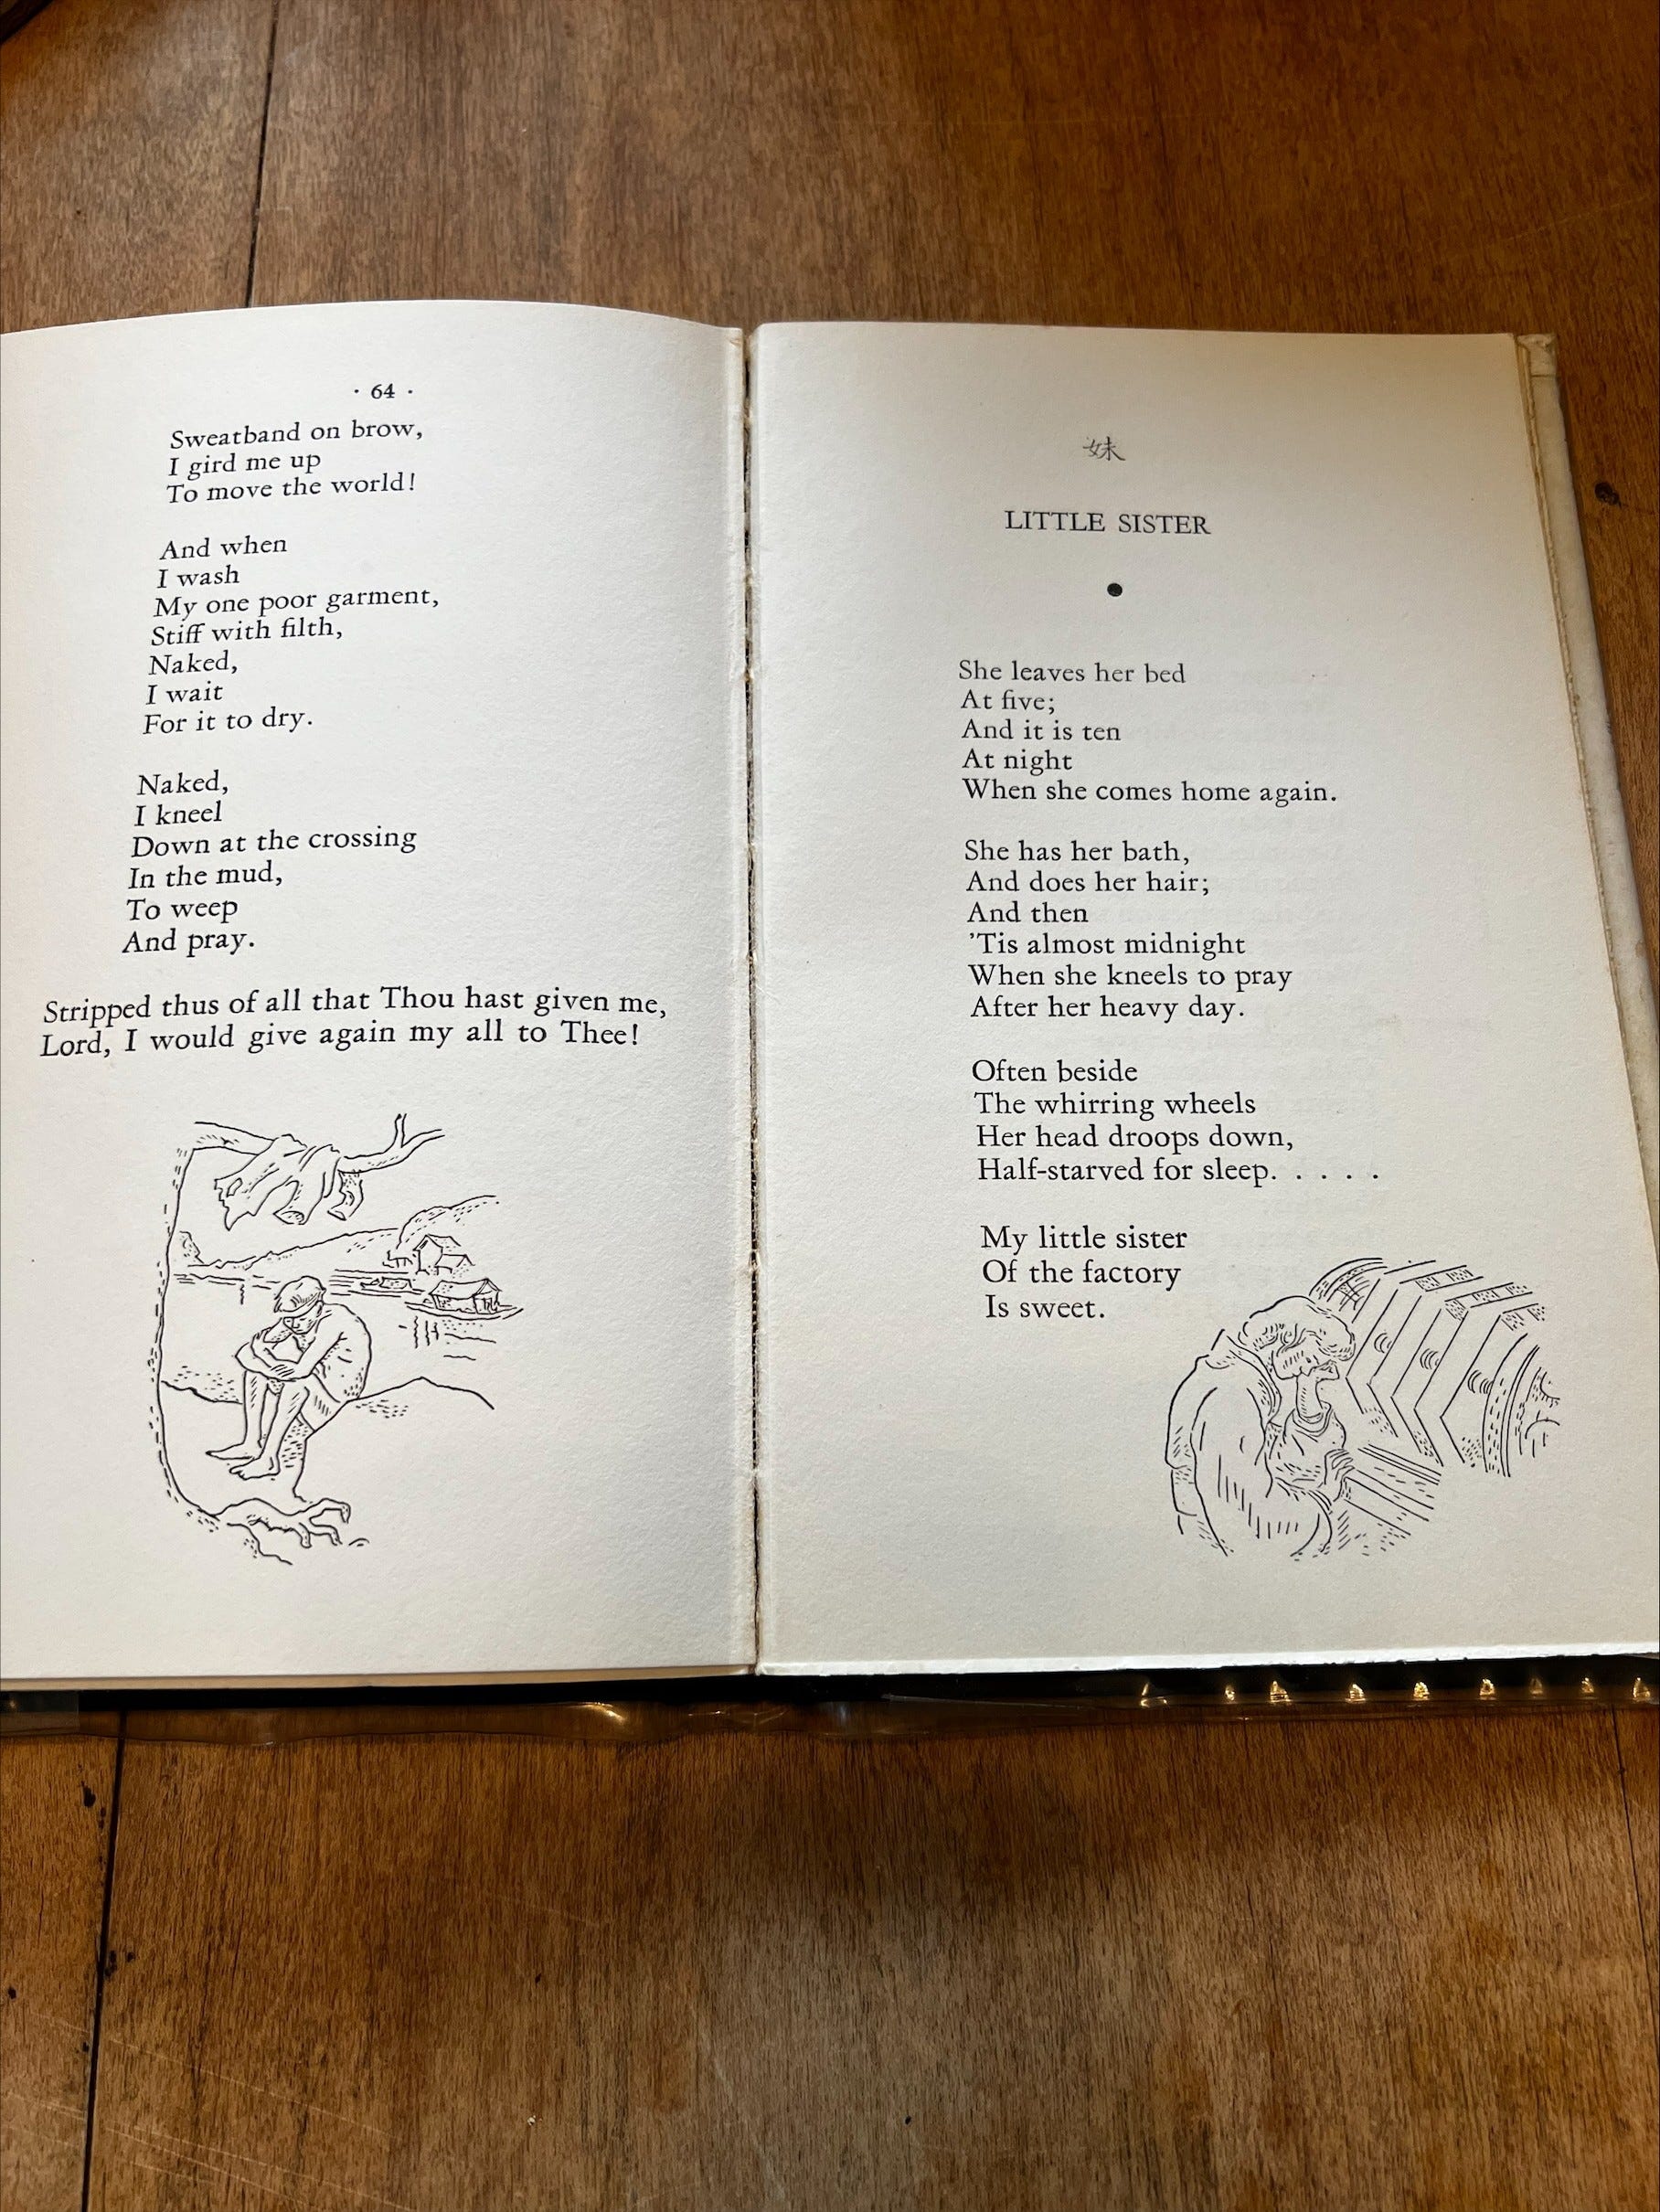 · 64 ·
Sweatband on brow,
I gird me up
To move the world!
And when
I wash
My one poor garment,
Stiff with filth,
Naked,
I wait
For it to dry.
Naked,
I kneel
Down at the crossing
In the mud,
To weep
And pray.
Stripped thus of all that Thou hast given me,
Lord, I would give again my all to Thee!
妹
LITTLE SISTER
●
She leaves her bed
At five;
And it is ten
At night
When she comes home again.
She has her bath,
And does her hair;
And then
’Tis almost midnight
When she kneels to pray
After her heavy day.
Often beside
The whirring wheels
Her head droops down,
Half-starved for sleep. . . . .
My little sister
Of the factory
Is sweet.